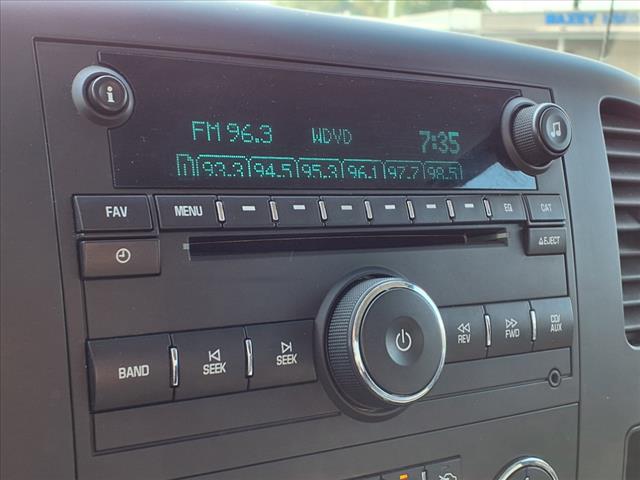 FM 96.3 WDVD 7:35
93.3 94.5 95.3 96.1 97.7 98.5
FAV MENU EQ CAT
EJECT
BAND SEEK SEEK REV FWD CD/AUX